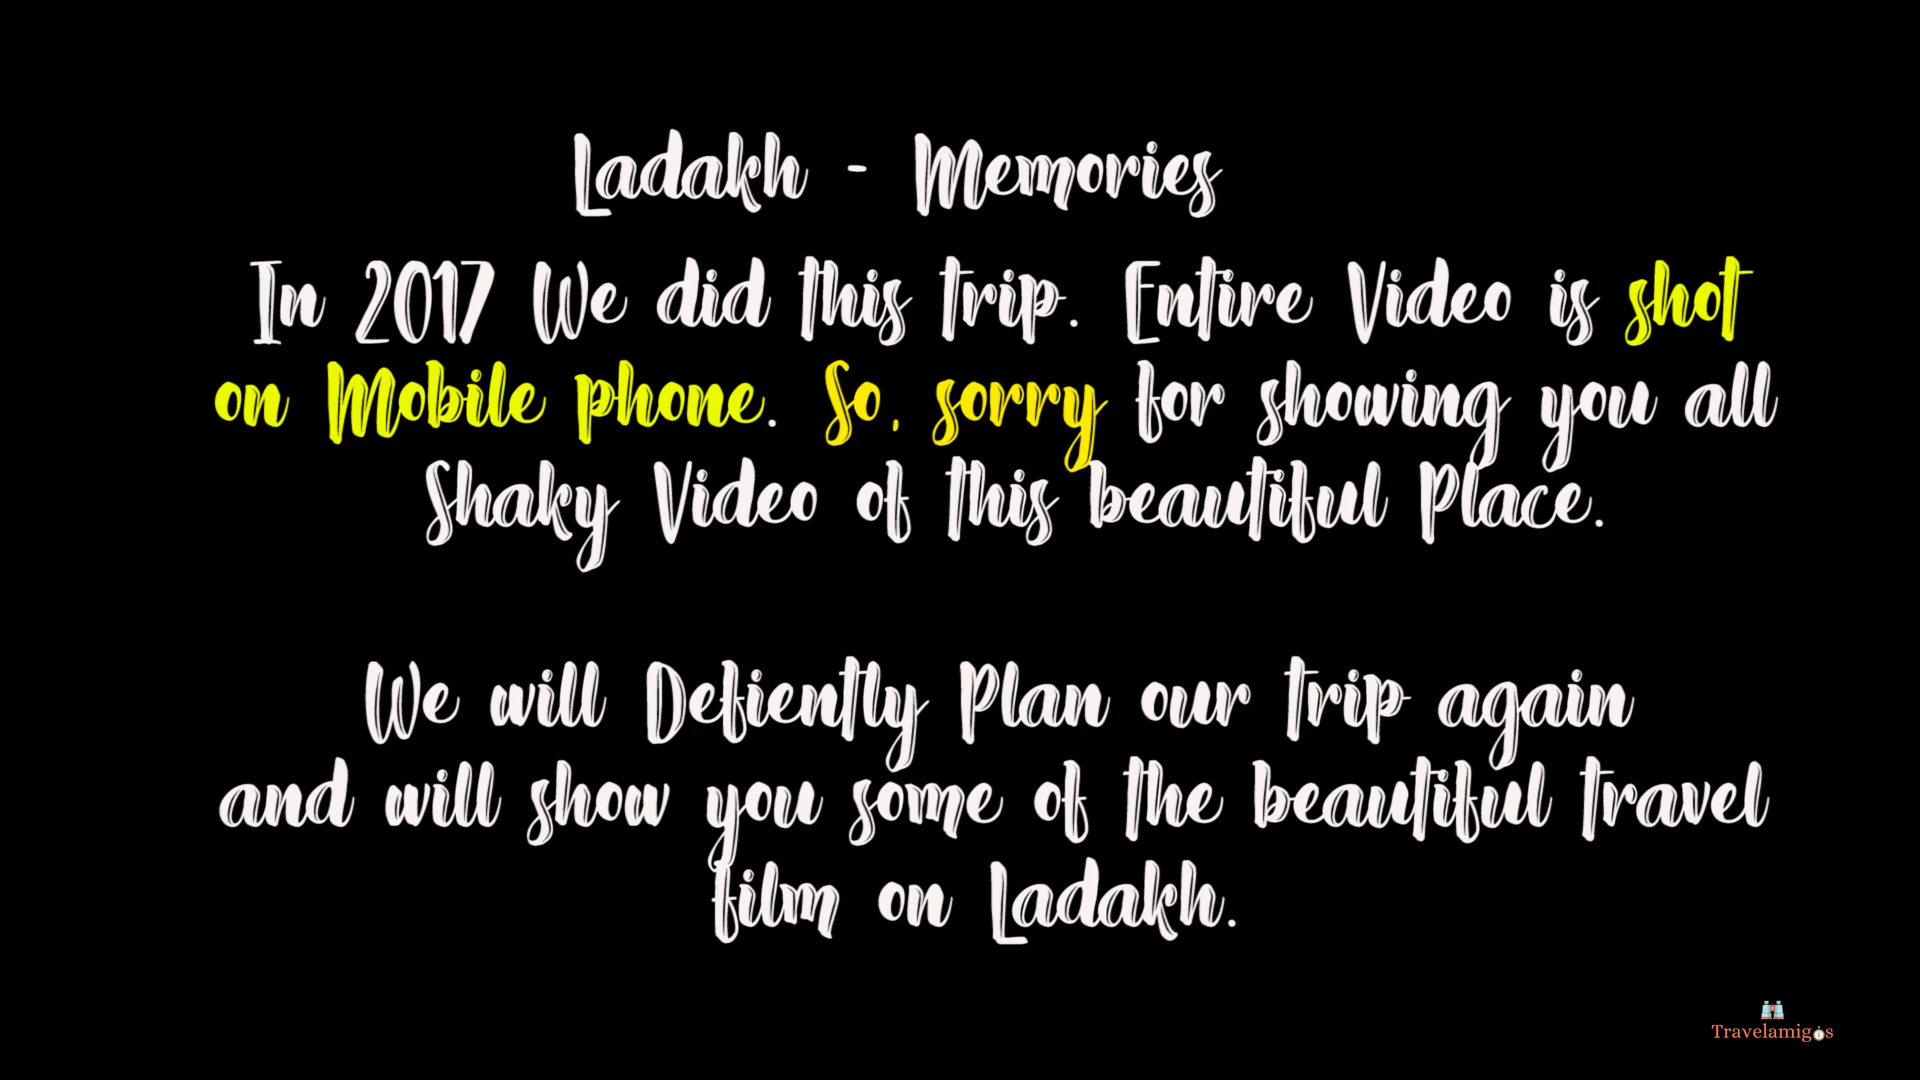 Ladakh - Memories
In 2017 We did this trip. Entire Video is shot
on Mobile phone. So, sorry for showing you all
Shaky Video of this beautiful Place.
We will Defiently Plan our trip again
and will show you some of the beautiful travel
film on Ladakh.
Travelamigos